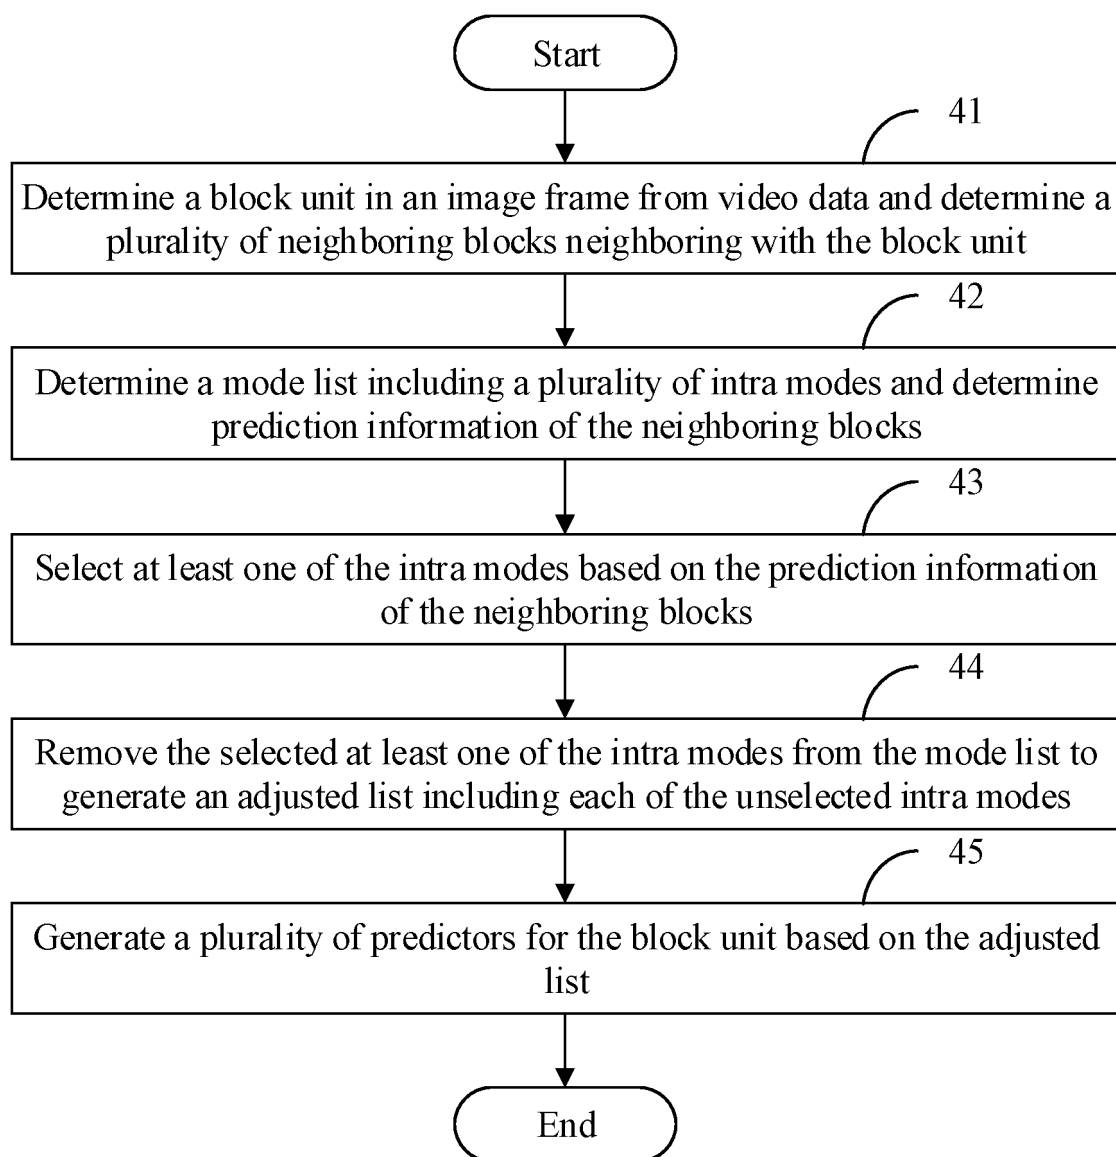 Start
41
Determine a block unit in an image frame from video data and determine a
plurality of neighboring blocks neighboring with the block unit
42
Determine a mode list including a plurality of intra modes and determine
prediction information of the neighboring blocks
43
Select at least one of the intra modes based on the prediction information
of the neighboring blocks
44
Remove the selected at least one of the intra modes from the mode list to
generate an adjusted list including each of the unselected intra modes
45
Generate a plurality of predictors for the block unit based on the adjusted
list
End